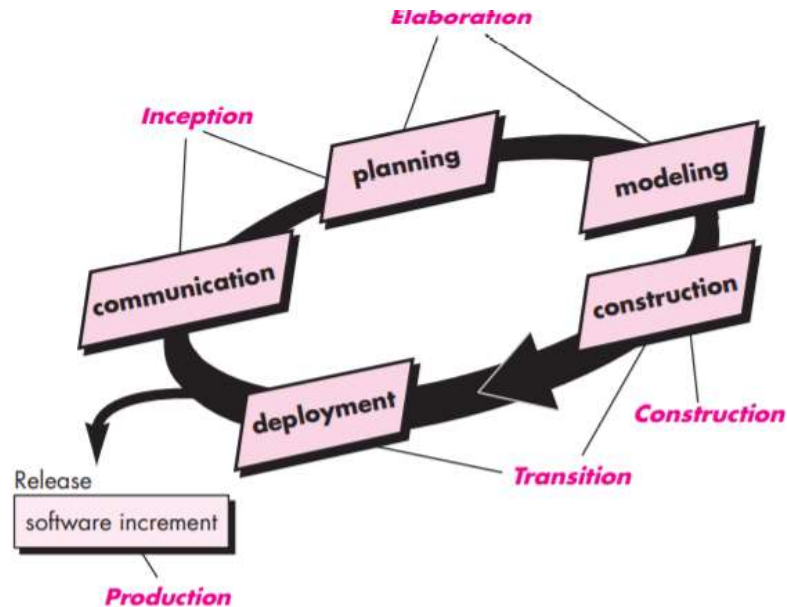 Elaboration
Inception
planning
modeling
communication
construction
deployment
Construction
Transition
Release
software increment
Production